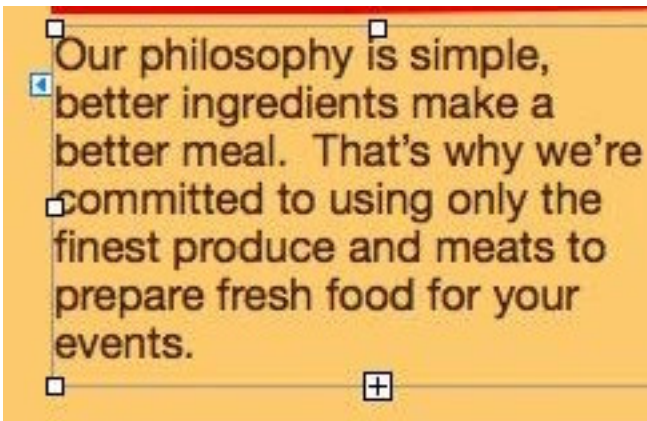 Our philosophy is simple,
better ingredients make a
better meal.  That's why we're
committed to using only the
finest produce and meats to
prepare fresh food for your
events.